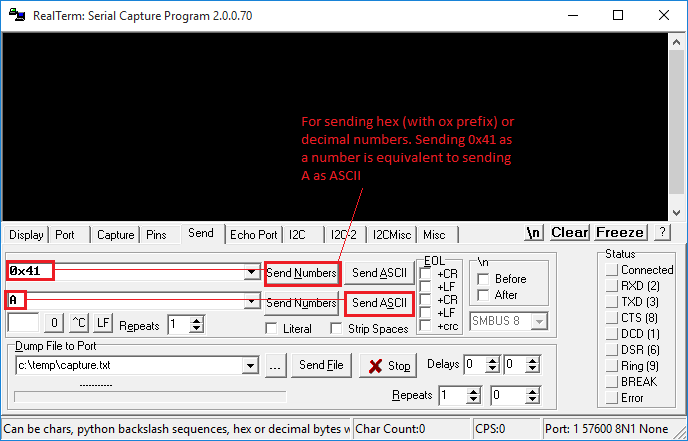 RealTerm: Serial Capture Program 2.0.0.70
For sending hex (with ox prefix) or
decimal numbers. Sending 0x41 as
a number is equivalent to sending
A as ASCII
Display Port Capture Pins Send Echo Port I2C I2C-2 I2CMisc Misc \n Clear Freeze ?
0x41 Send Numbers Send ASCII
A Send Numbers Send ASCII
0 ^C LF Repeats 1 Literal Strip Spaces
EOL
+CR
+LF
+CR
+LF
+crc
\n
Before
After
SMBUS 8
Status
Connected
RXD (2)
TXD (3)
CTS (8)
DCD (1)
DSR (6)
Ring (9)
BREAK
Error
Dump File to Port
c:\temp\capture.txt ... Send File Stop Delays 0 0
Repeats 1 0
Can be chars, python backslash sequences, hex or decimal bytes w Char Count:0 CPS:0 Port: 1 57600 8N1 None